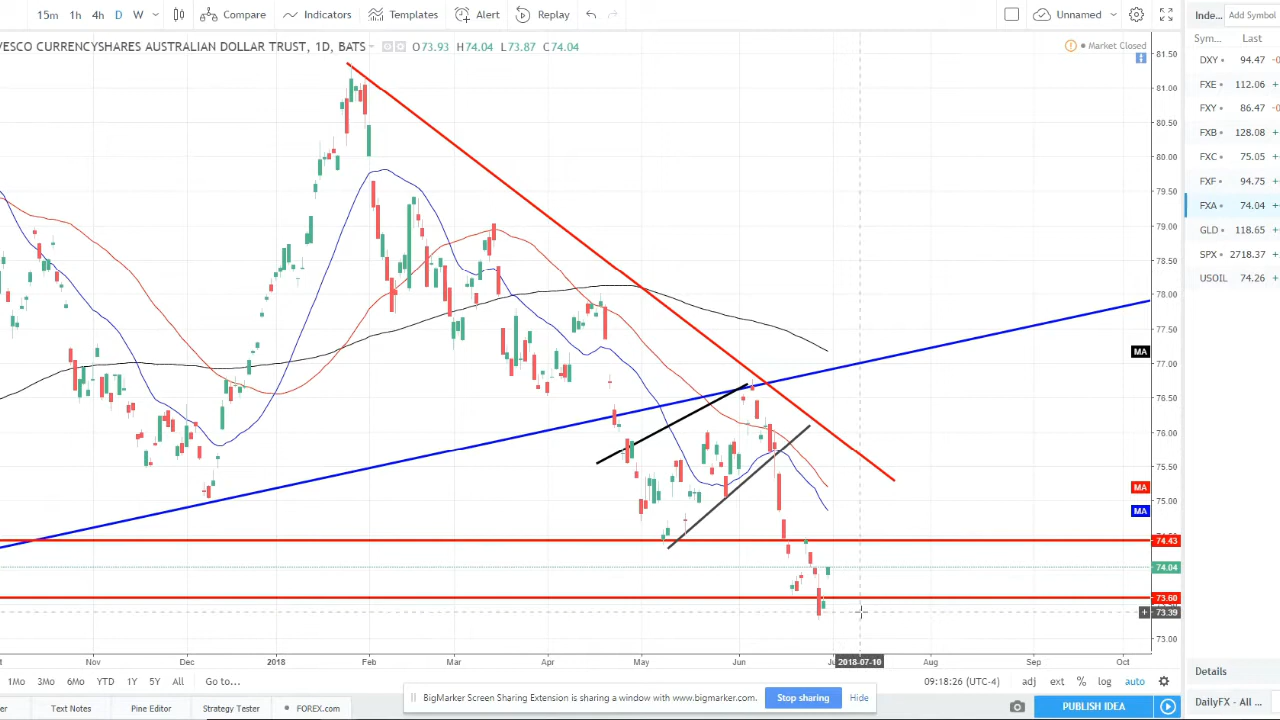 15m 1h 4h D W Compare Indicators Templates Alert Replay Unnamed Inde... Add Symbol
VESCO CURRENCYSHARES AUSTRALIAN DOLLAR TRUST, 1D, BATS O73.93 H74.04 L73.87 C74.04
Market Closed
Sym... Last
DXY 94.47 -0
FXE 112.06
FXY 86.47 -0
FXB 128.08
FXC 75.05
FXF 94.75
FXA 74.04
GLD 118.65
SPX 2718.37
USOIL 74.26
81.50
81.00
80.50
80.00
79.50
79.00
78.50
78.00
77.50
MA
77.00
76.50
76.00
75.50
MA
75.00
MA
74.43
74.04
73.60
73.39
73.00
Nov Dec 2018 Feb Mar Apr May Jun 2018-07-10 Aug Sep Oct
Details
1Mo 3Mo 6Mo YTD 1Y 5Y All Go to... 09:18:26 (UTC-4) adj ext % log auto
BigMarker Screen Sharing Extension is sharing a window with www.bigmarker.com. Stop sharing Hide
er Text Notes Pine Editor Strategy Tester FOREX.com PUBLISH IDEA DailyFX - All ...